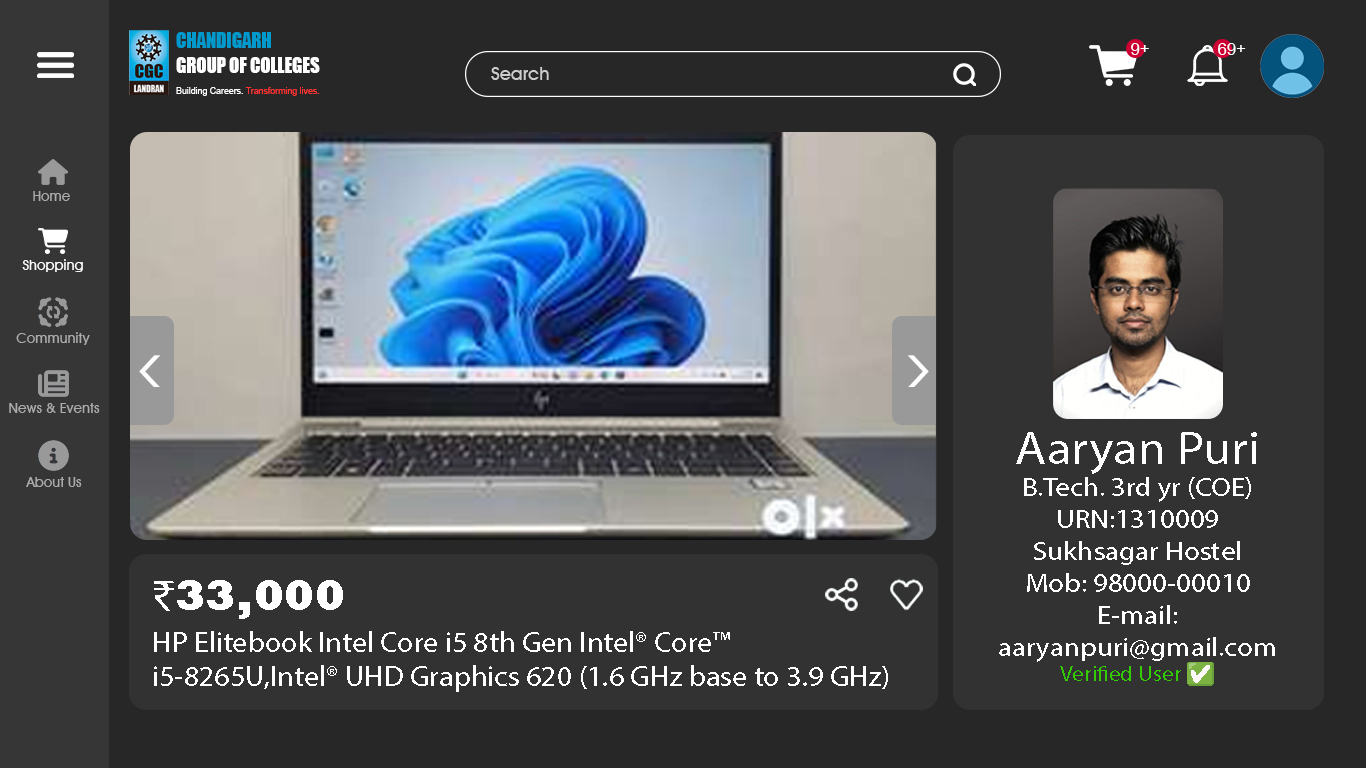 CHANDIGARH
GROUP OF COLLEGES
CGC
LANDRAN
Building Careers. Transforming lives.
Search
9+
69+
Home
Shopping
Community
News & Events
About Us
hp
olx
₹33,000
HP Elitebook Intel Core i5 8th Gen Intel® Core™
i5-8265U,Intel® UHD Graphics 620 (1.6 GHz base to 3.9 GHz)
Aaryan Puri
B.Tech. 3rd yr (COE)
URN:1310009
Sukhsagar Hostel
Mob: 98000-00010
E-mail:
aaryanpuri@gmail.com
Verified User ✅